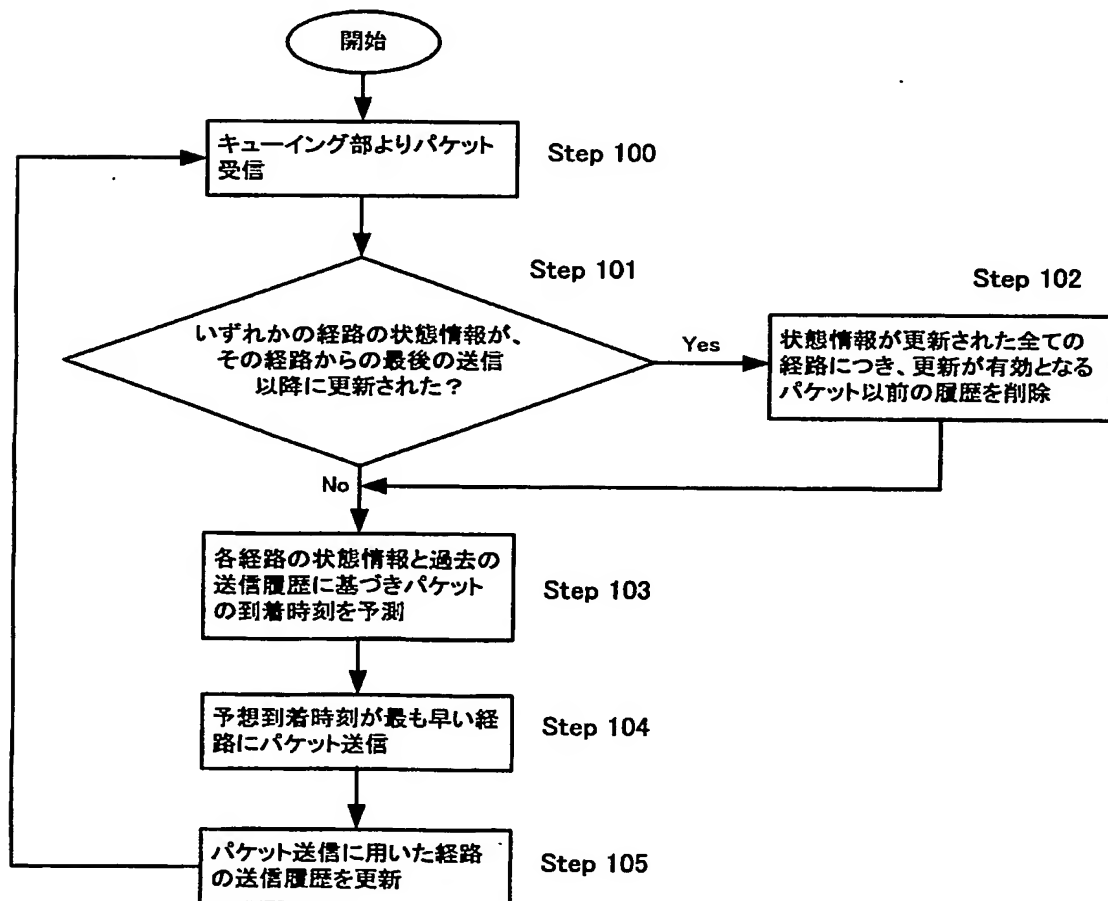 開始
キューイング部よりパケット
受信
Step 100
Step 101
いずれかの経路の状態情報が、
その経路からの最後の送信
以降に更新された？
Yes
Step 102
状態情報が更新された全ての
経路につき、更新が有効となる
パケット以前の履歴を削除
No
各経路の状態情報と過去の
送信履歴に基づきパケット
の到着時刻を予測
Step 103
予想到着時刻が最も早い経
路にパケット送信
Step 104
パケット送信に用いた経路
の送信履歴を更新
Step 105